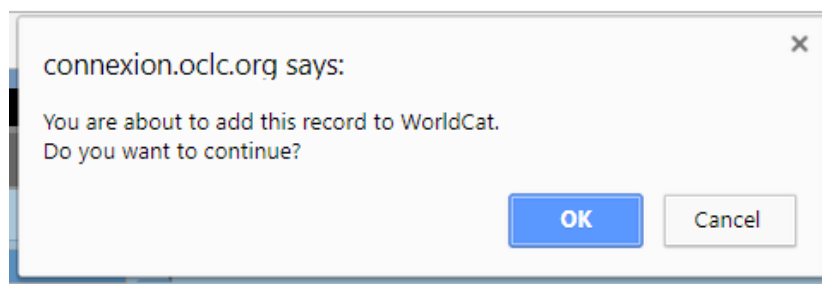 connexion.oclc.org says:
You are about to add this record to WorldCat.
Do you want to continue?
OK Cancel